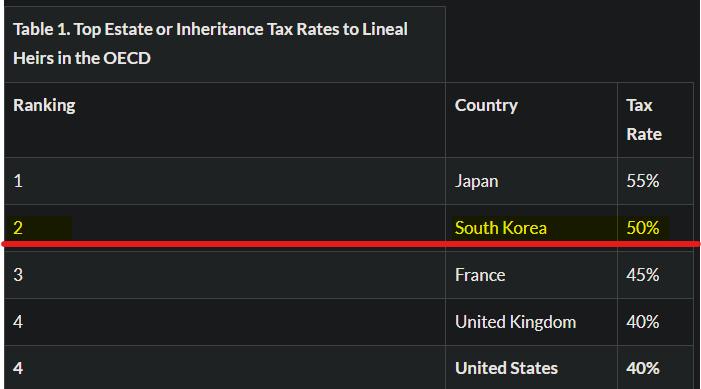 Table 1. Top Estate or Inheritance Tax Rates to Lineal
Heirs in the OECD
Ranking Country Tax
Rate
1 Japan 55%
2 South Korea 50%
3 France 45%
4 United Kingdom 40%
4 United States 40%